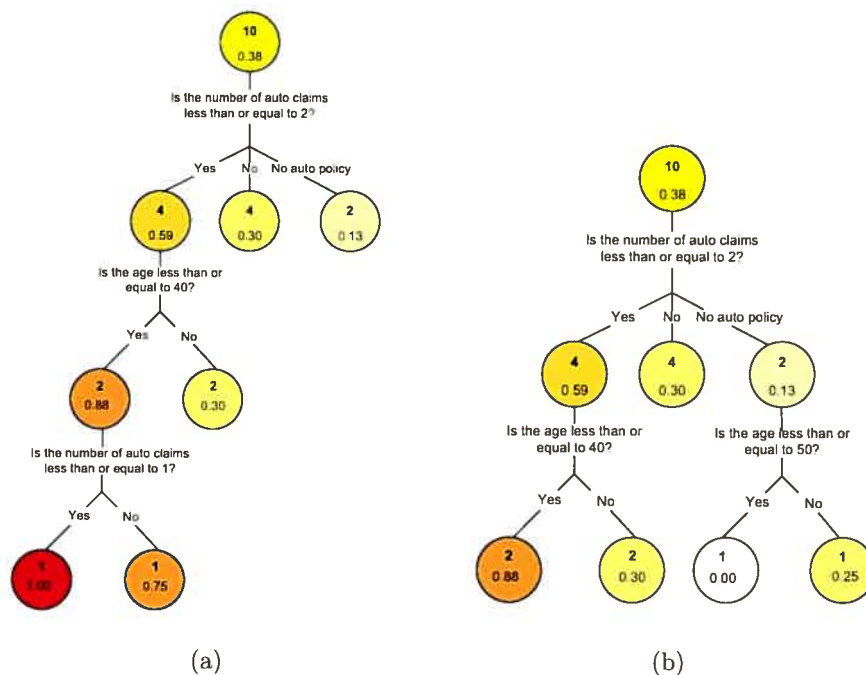 10
0.38
Is the number of auto claims
less than or equal to 2?
Yes
No
No auto policy
4
0.59
4
0.30
2
0.13
Is the age less than or
equal to 40?
Yes
No
2
0.88
2
0.30
Is the number of auto claims
less than or equal to 1?
Yes
No
1
1.00
1
0.75
(a)
10
0.38
Is the number of auto claims
less than or equal to 2?
Yes
No
No auto policy
4
0.59
4
0.30
2
0.13
Is the age less than or
equal to 40?
Is the age less than or
equal to 50?
Yes
No
Yes
No
2
0.88
2
0.30
1
0.00
1
0.25
(b)